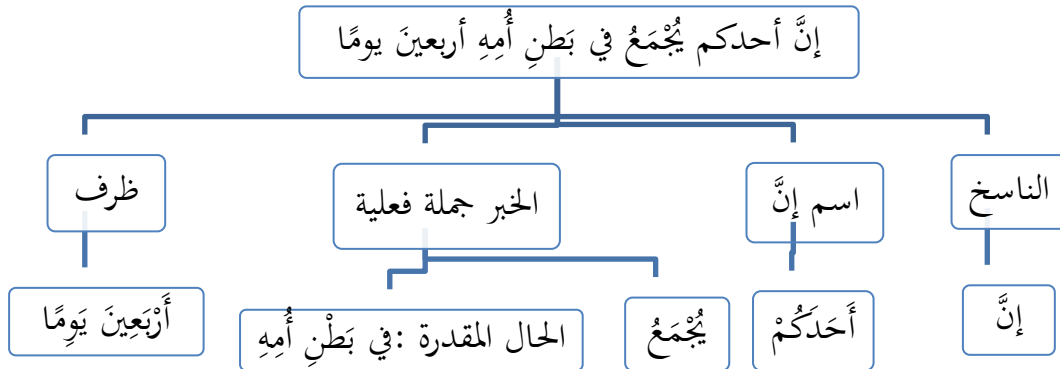 إنَّ أحدكم يُجْمَعُ في بَطنِ أُمِهِ أربعينَ يومًا
الناسخ
اسم إنَّ
الخبر جملة فعلية
ظرف
إنَّ
أَحَدَكُمْ
يُجْمَعُ
الحال المقدرة :في بَطْنِ أُمِهِ
أَرْبَعِينَ يَوِمًا